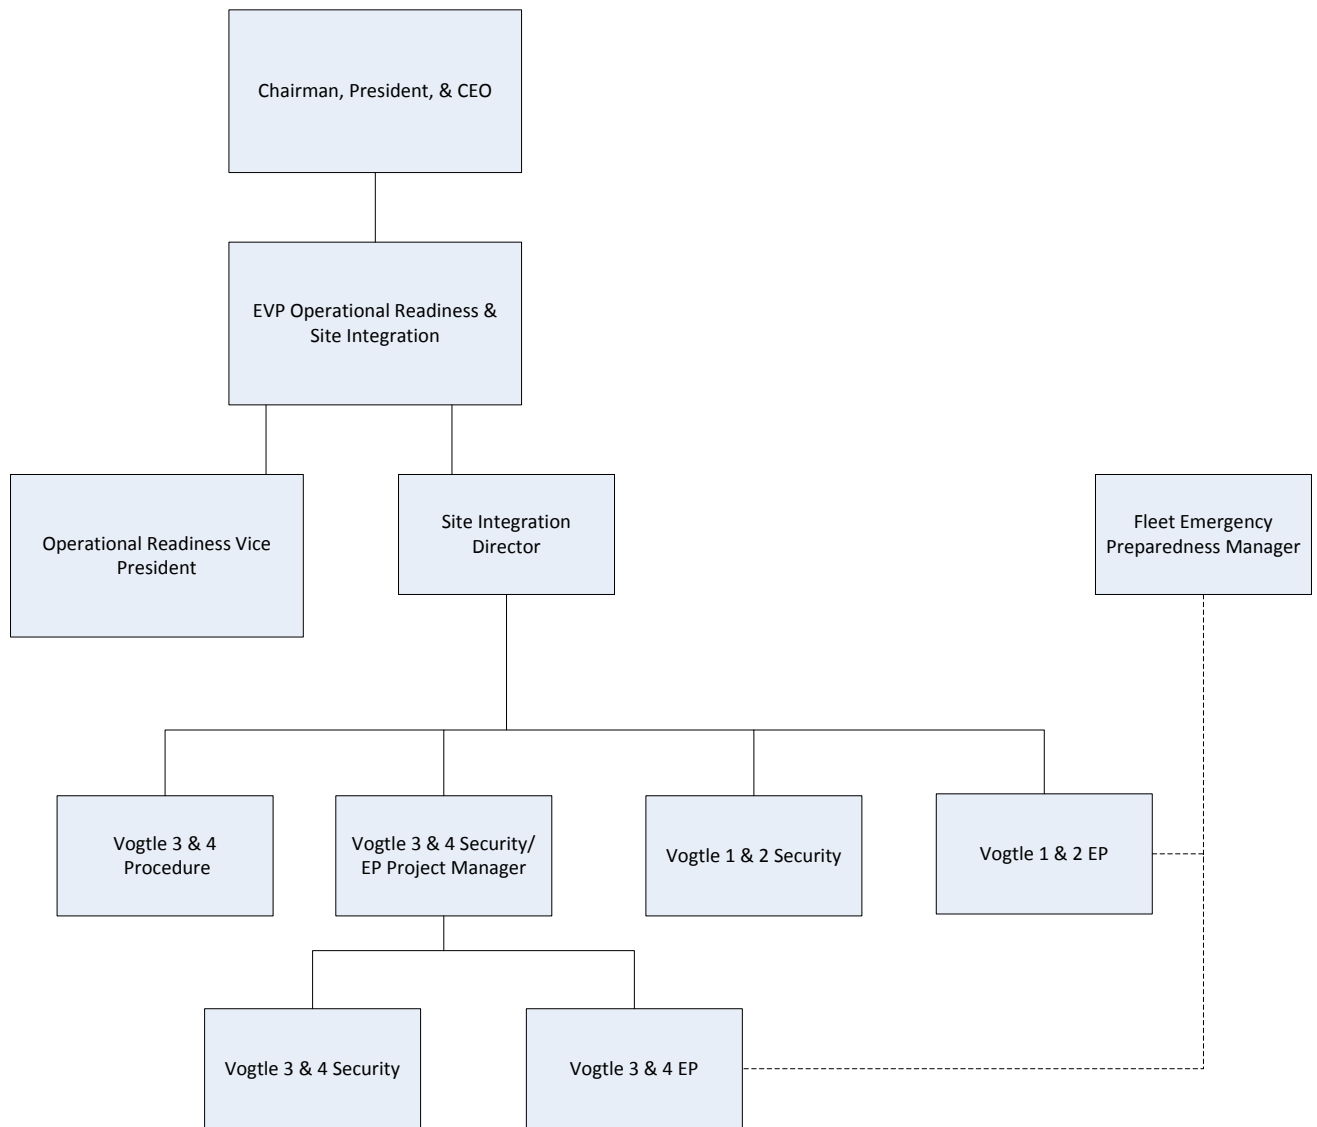 Chairman, President, & CEO
EVP Operational Readiness &
Site Integration
Operational Readiness Vice
President
Site Integration
Director
Fleet Emergency
Preparedness Manager
Vogtle 3 & 4
Procedure
Vogtle 3 & 4 Security/
EP Project Manager
Vogtle 1 & 2 Security
Vogtle 1 & 2 EP
Vogtle 3 & 4 Security
Vogtle 3 & 4 EP